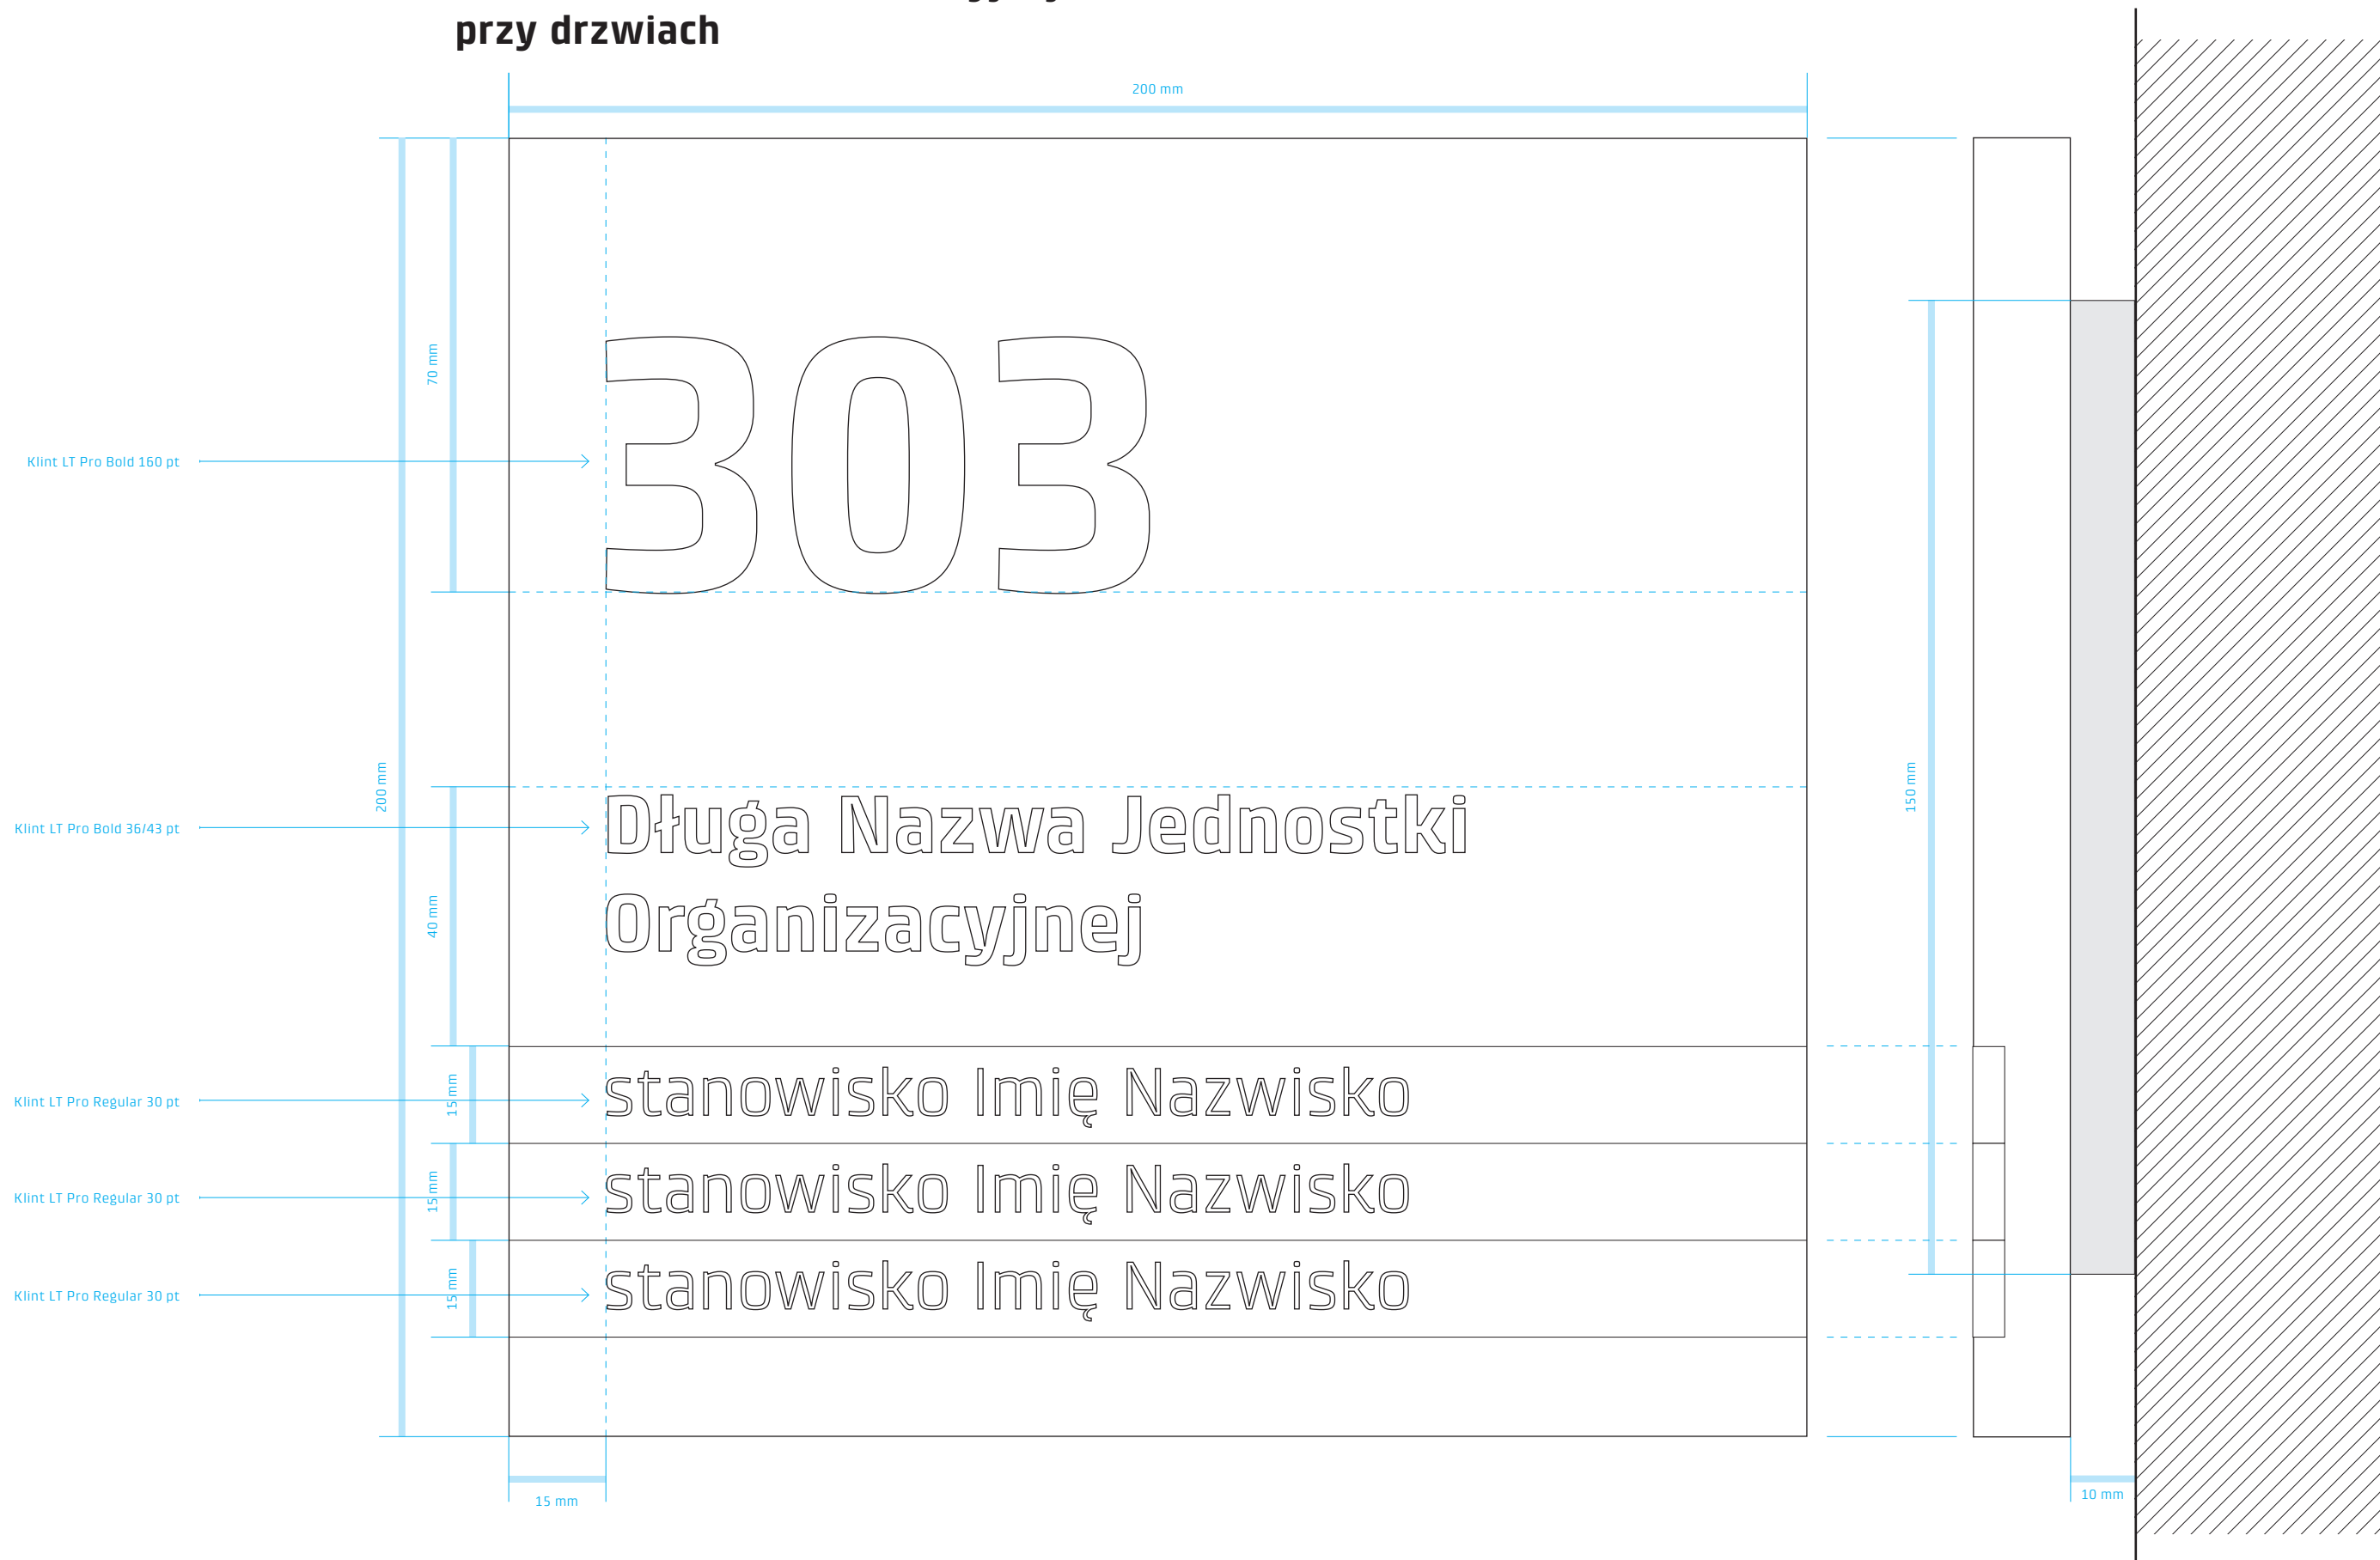 przy drzwiach
200 mm
70 mm
Klint LT Pro Bold 160 pt
303
200 mm
150 mm
Klint LT Pro Bold 36/43 pt
Długa Nazwa Jednostki
40 mm
Organizacyjnej
Klint LT Pro Regular 30 pt
15 mm
stanowisko Imię Nazwisko
Klint LT Pro Regular 30 pt
15 mm
stanowisko Imię Nazwisko
Klint LT Pro Regular 30 pt
15 mm
stanowisko Imię Nazwisko
15 mm
10 mm